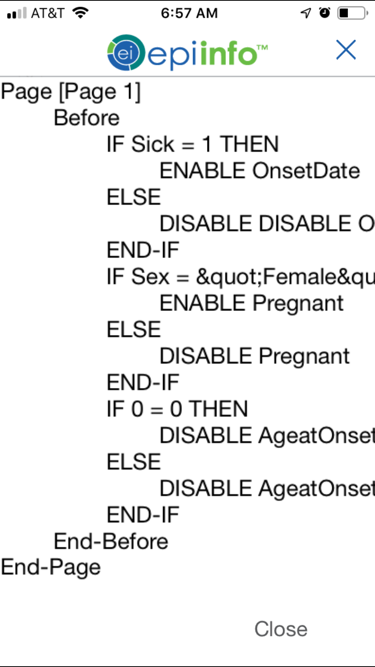 AT&T 6:57 AM
ei epiinfo™
Page [Page 1]
Before
IF Sick = 1 THEN
ENABLE OnsetDate
ELSE
DISABLE DISABLE O
END-IF
IF Sex = &quot;Female&qu
ENABLE Pregnant
ELSE
DISABLE Pregnant
END-IF
IF 0 = 0 THEN
DISABLE AgeatOnset
ELSE
DISABLE AgeatOnset
END-IF
End-Before
End-Page
Close